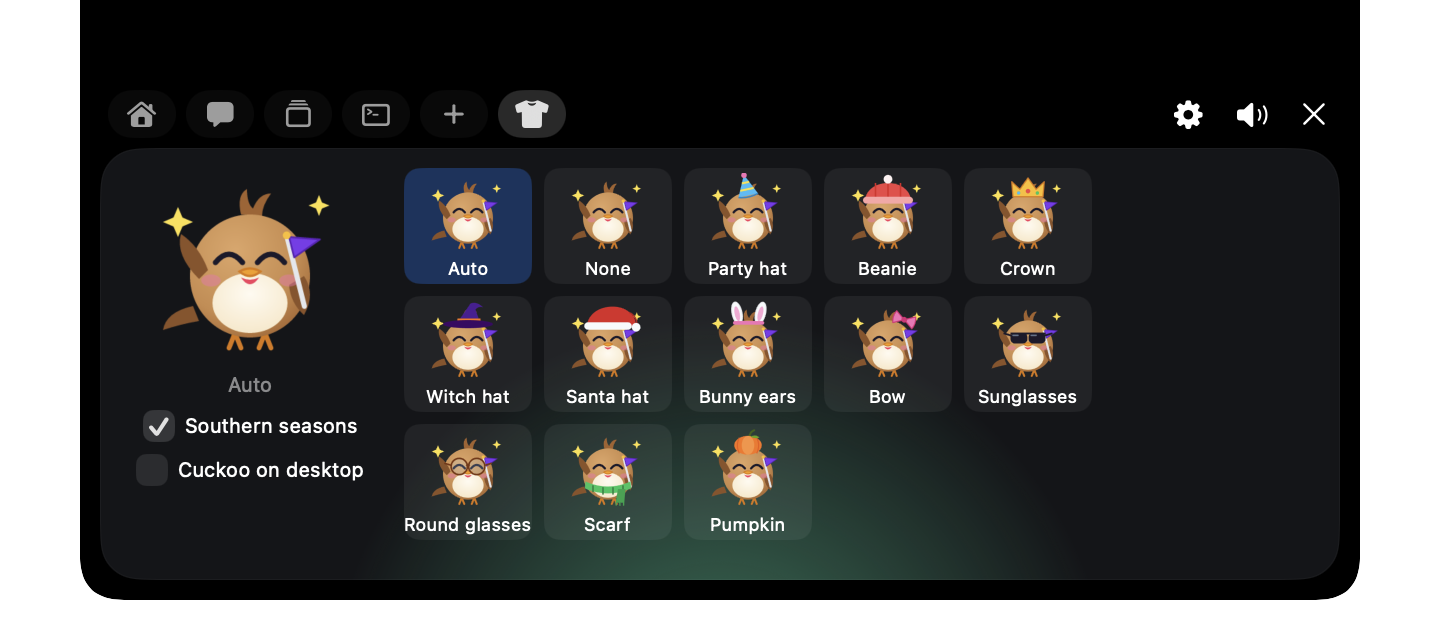 Auto
None
Party hat
Beanie
Crown
Witch hat
Santa hat
Bunny ears
Bow
Sunglasses
Round glasses
Scarf
Pumpkin
Auto
Southern seasons
Cuckoo on desktop